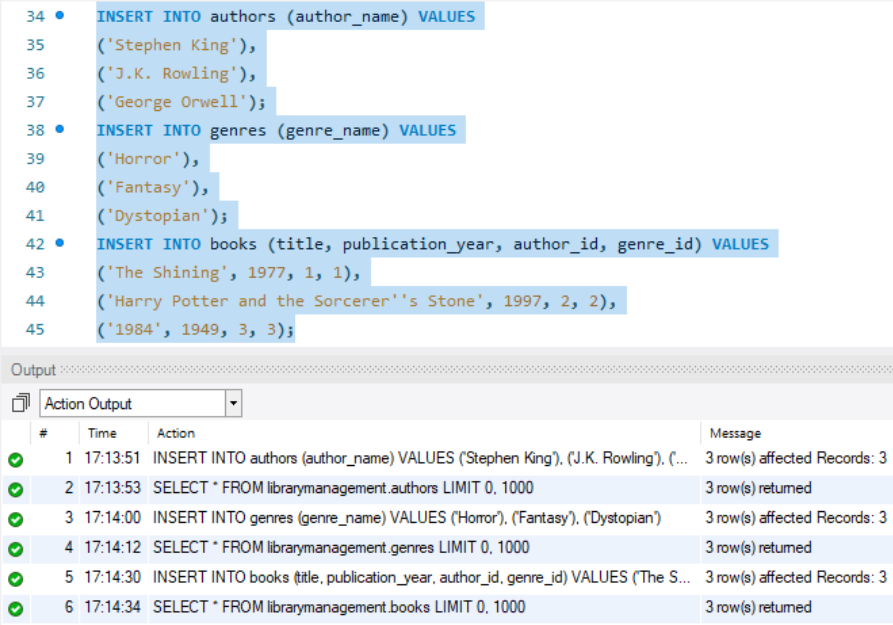 34 INSERT INTO authors (author_name) VALUES
35 ('Stephen King'),
36 ('J.K. Rowling'),
37 ('George Orwell');
38 INSERT INTO genres (genre_name) VALUES
39 ('Horror'),
40 ('Fantasy'),
41 ('Dystopian');
42 INSERT INTO books (title, publication_year, author_id, genre_id) VALUES
43 ('The Shining', 1977, 1, 1),
44 ('Harry Potter and the Sorcerer''s Stone', 1997, 2, 2),
45 ('1984', 1949, 3, 3);
Output
Action Output
# Time Action Message
1 17:13:51 INSERT INTO authors (author_name) VALUES ('Stephen King'), ('J.K. Rowling'), ('... 3 row(s) affected Records: 3
2 17:13:53 SELECT * FROM librarymanagement.authors LIMIT 0, 1000 3 row(s) returned
3 17:14:00 INSERT INTO genres (genre_name) VALUES ('Horror'), ('Fantasy'), ('Dystopian') 3 row(s) affected Records: 3
4 17:14:12 SELECT * FROM librarymanagement.genres LIMIT 0, 1000 3 row(s) returned
5 17:14:30 INSERT INTO books (title, publication_year, author_id, genre_id) VALUES ('The S... 3 row(s) affected Records: 3
6 17:14:34 SELECT * FROM librarymanagement.books LIMIT 0, 1000 3 row(s) returned